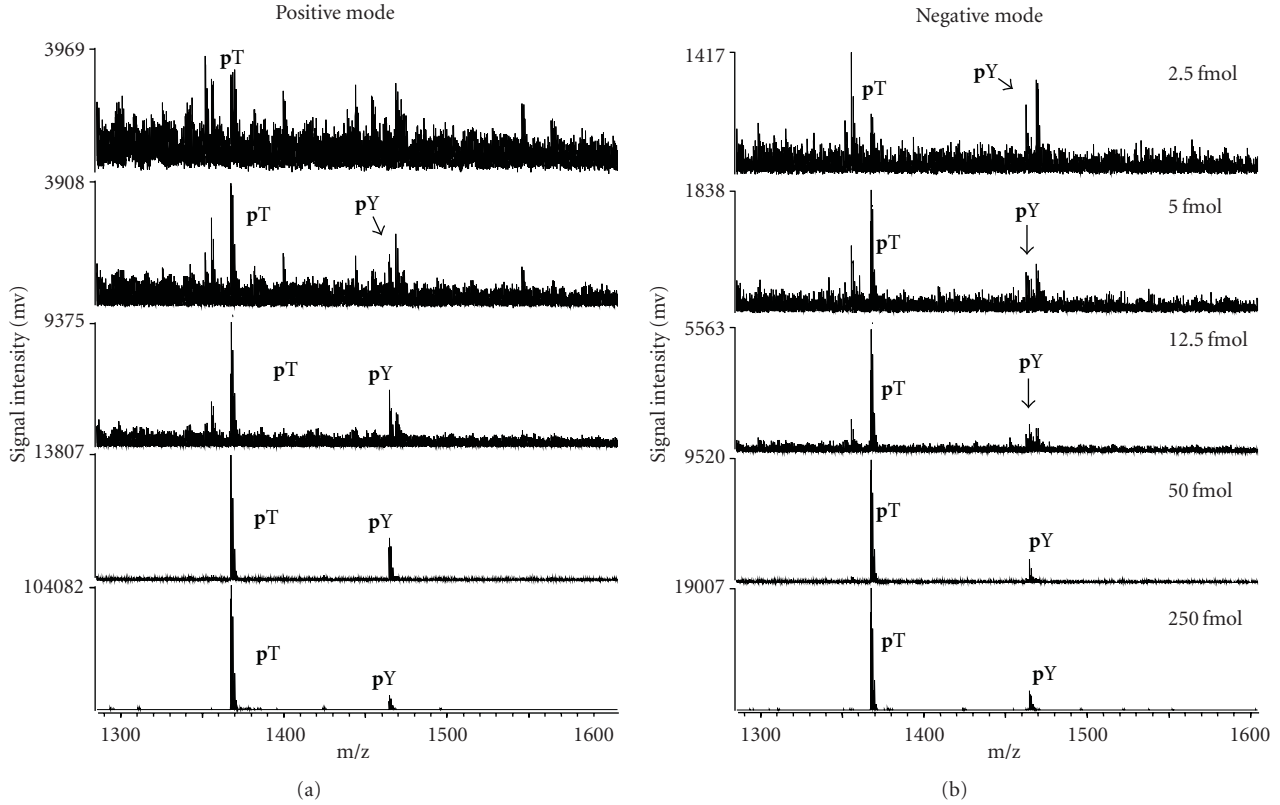 Positive mode
3969
pT
3908
pT
pY
9375
pT
pY
13807
pT
pY
104082
pT
pY
Signal intensity (mv)
1300 1400 1500 1600
m/z
(a)
Negative mode
1417
pT
pY
2.5 fmol
1838
pT
pY
5 fmol
5563
pT
pY
12.5 fmol
9520
pT
pY
50 fmol
19007
pT
pY
250 fmol
Signal intensity (mv)
1300 1400 1500 1600
m/z
(b)